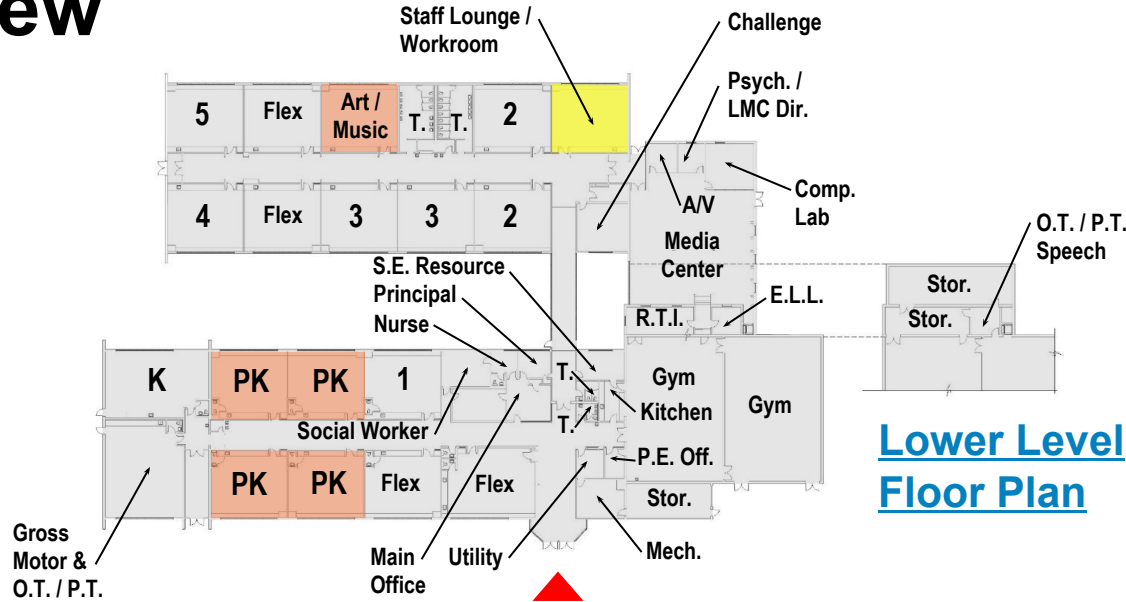 ew
Staff Lounge /
Workroom
Challenge
Psych. /
LMC Dir.
5
Flex
Art /
Music
T.
T.
2
A/V
Comp.
Lab
4
Flex
3
3
2
Media
Center
O.T. / P.T.
Speech
S.E. Resource
Principal
Nurse
E.L.L.
R.T.I.
Stor.
Stor.
K
PK
PK
1
T.
Gym
Kitchen
Gym
Social Worker
T.
P.E. Off.
PK
PK
Flex
Flex
Stor.
Lower Level
Floor Plan
Gross
Motor &
O.T. / P.T.
Main
Office
Utility
Mech.